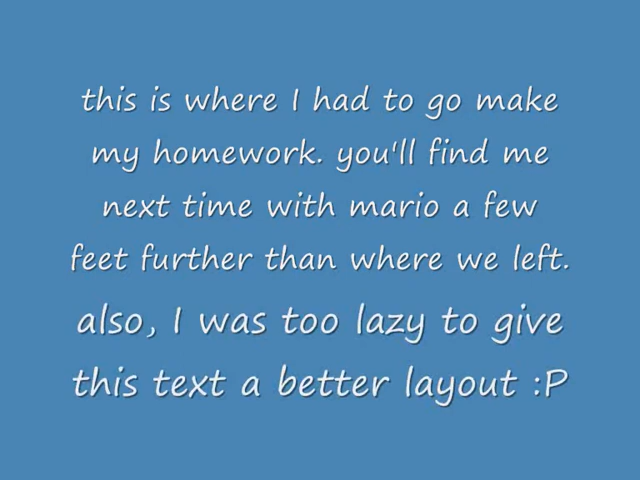 this is where I had to go make
my homework. you'll find me
next time with mario a few
feet further than where we left.
also, I was too lazy to give
this text a better layout :P